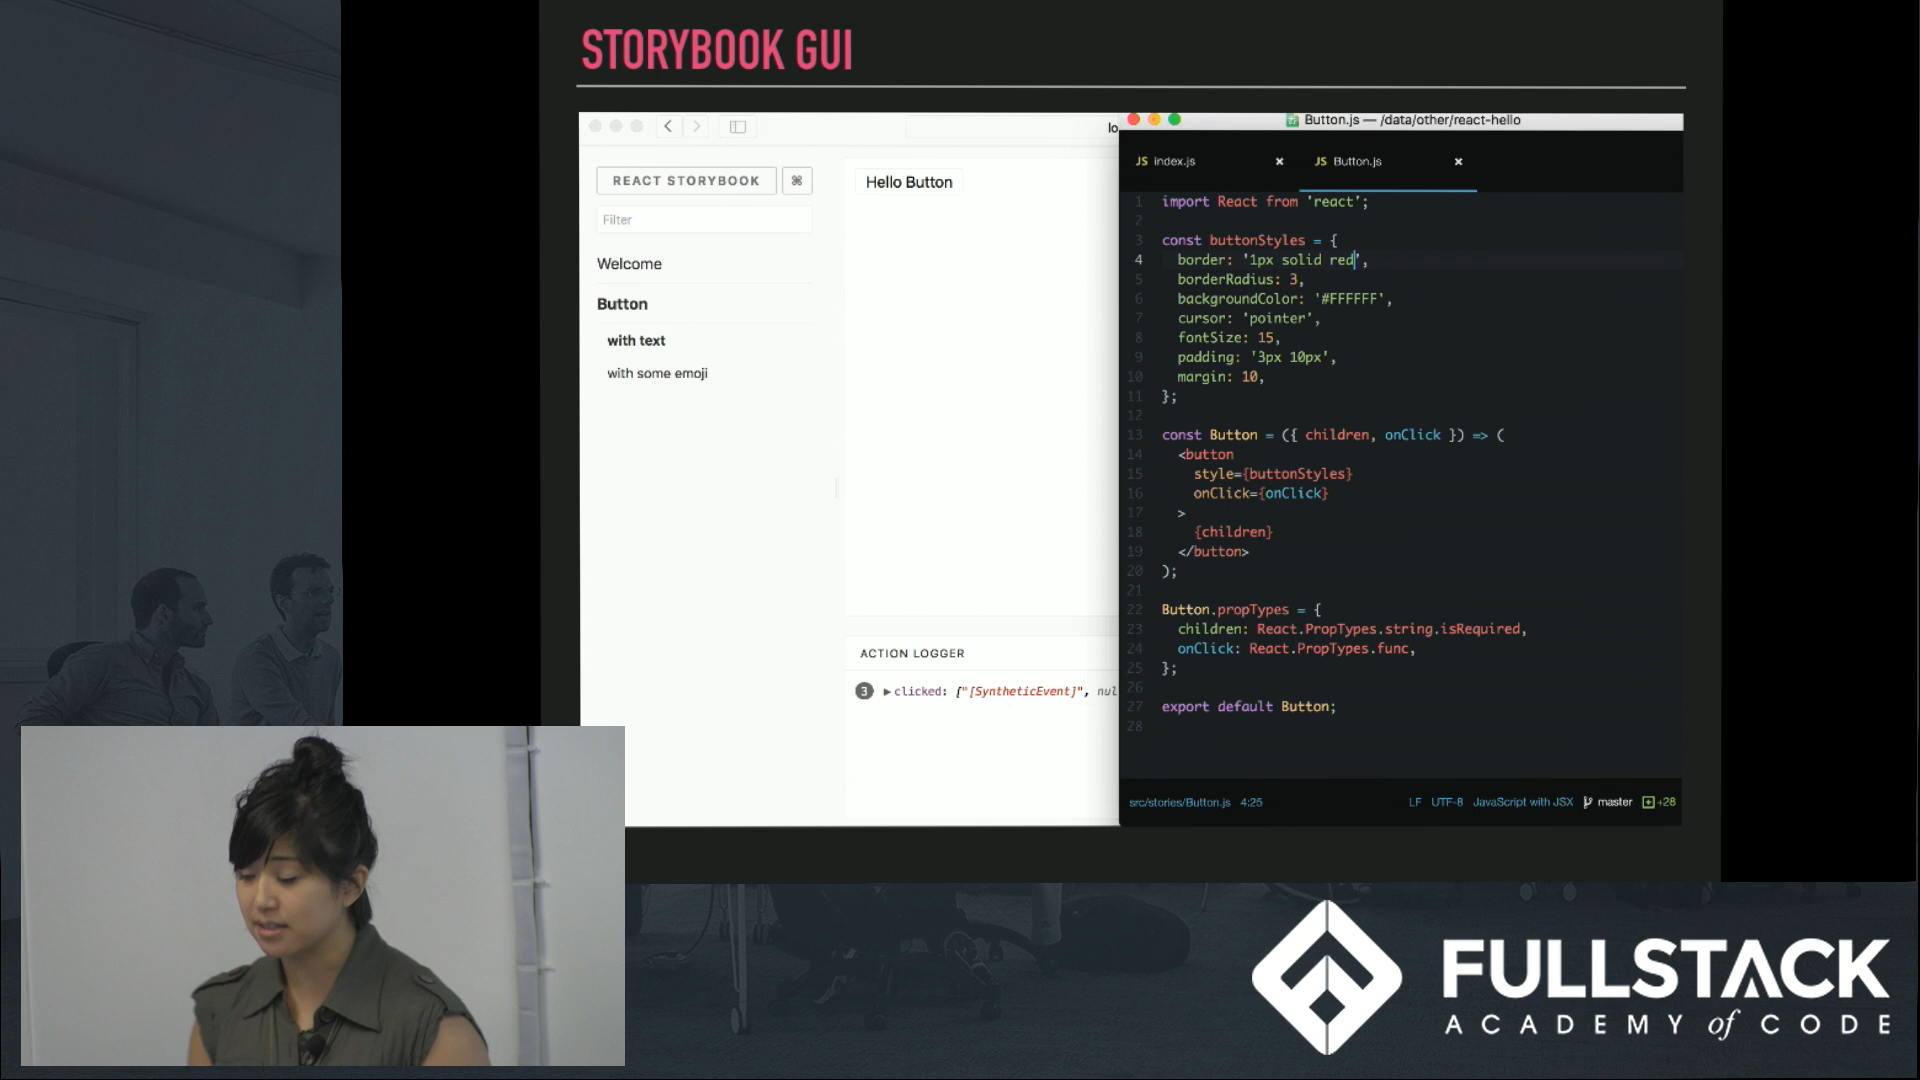 STORYBOOK GUI
lo
REACT STORYBOOK ⌘
Filter
Welcome
Button
with text
with some emoji
Hello Button
ACTION LOGGER
3 ▶ clicked: ["[SyntheticEvent]", nul
Button.js — /data/other/react-hello
JS index.js × JS Button.js ×
1 import React from 'react';
2
3 const buttonStyles = {
4 border: '1px solid red',
5 borderRadius: 3,
6 backgroundColor: '#FFFFFF',
7 cursor: 'pointer',
8 fontSize: 15,
9 padding: '3px 10px',
10 margin: 10,
11 };
12
13 const Button = ({ children, onClick }) => (
14 <button
15 style={buttonStyles}
16 onClick={onClick}
17 >
18 {children}
19 </button>
20 );
21
22 Button.propTypes = {
23 children: React.PropTypes.string.isRequired,
24 onClick: React.PropTypes.func,
25 };
26
27 export default Button;
28
src/stories/Button.js 4:25 LF UTF-8 JavaScript with JSX master +28
FULLSTACK
ACADEMY of CODE